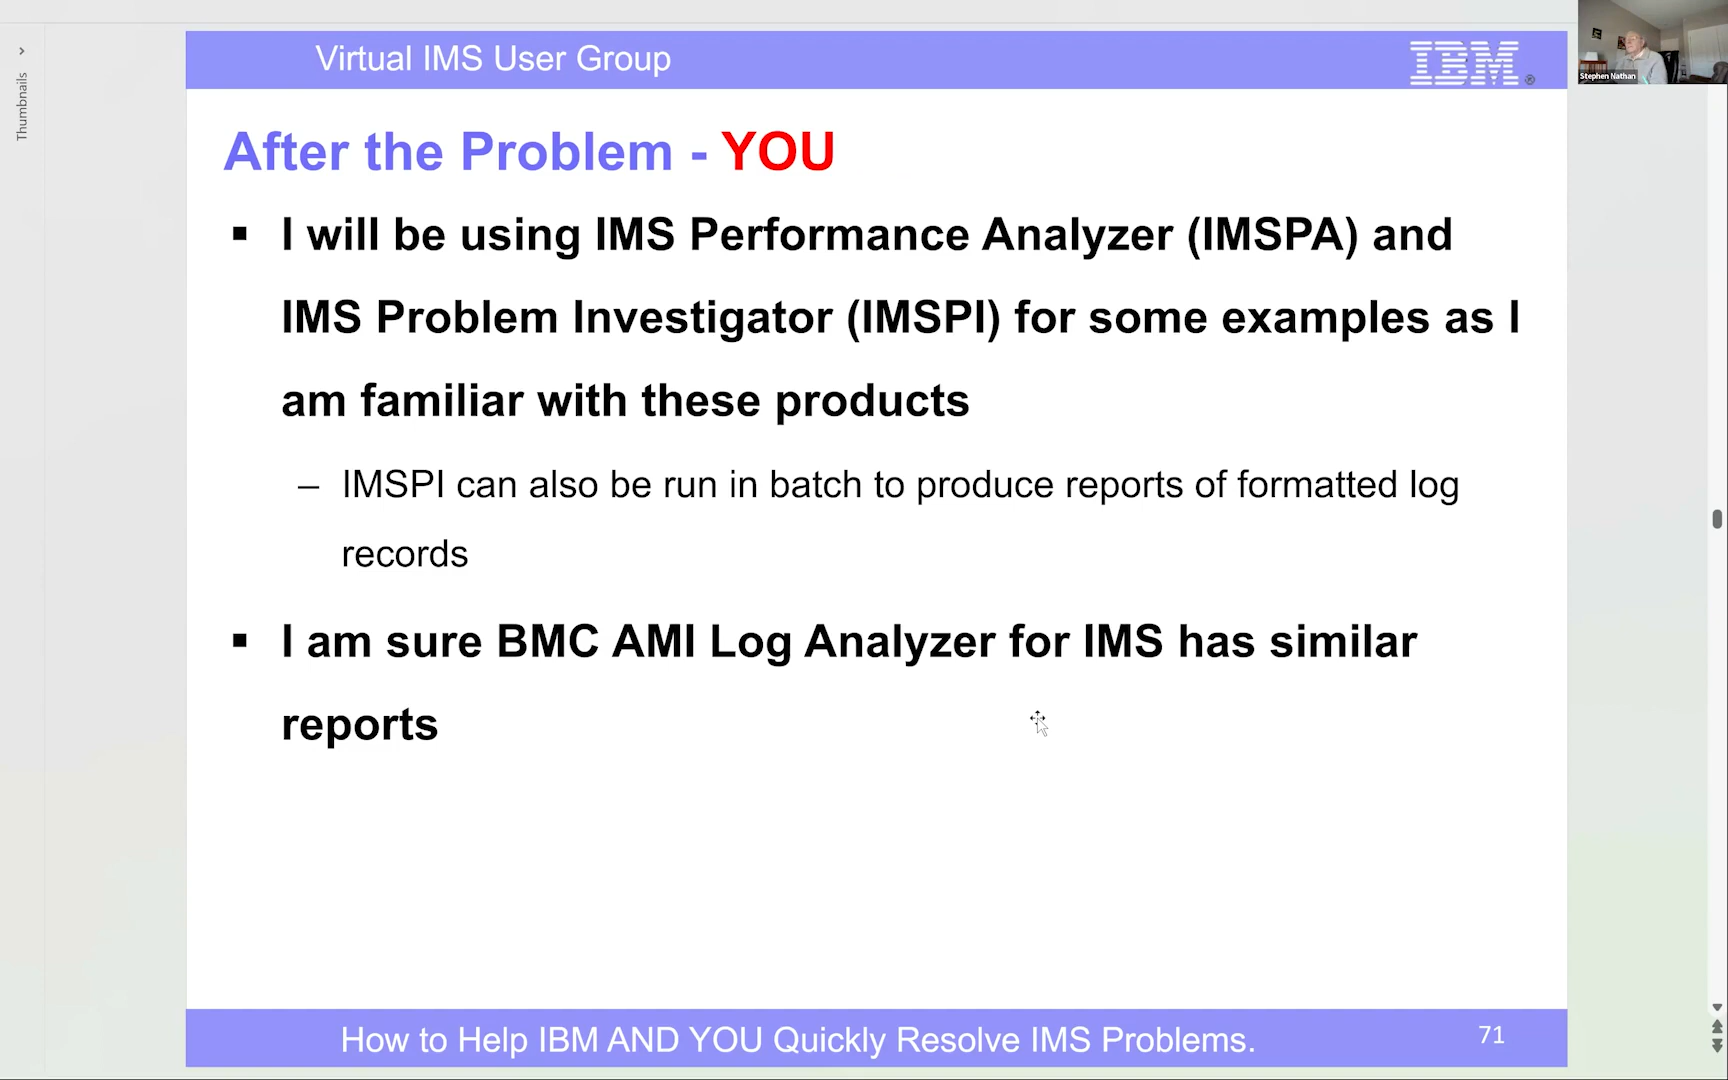 Virtual IMS User Group
IBM®
Stephen Nathan
Thumbnails
After the Problem - YOU
▪ I will be using IMS Performance Analyzer (IMSPA) and
IMS Problem Investigator (IMSPI) for some examples as I
am familiar with these products
– IMSPI can also be run in batch to produce reports of formatted log
records
▪ I am sure BMC AMI Log Analyzer for IMS has similar
reports
How to Help IBM AND YOU Quickly Resolve IMS Problems.
71